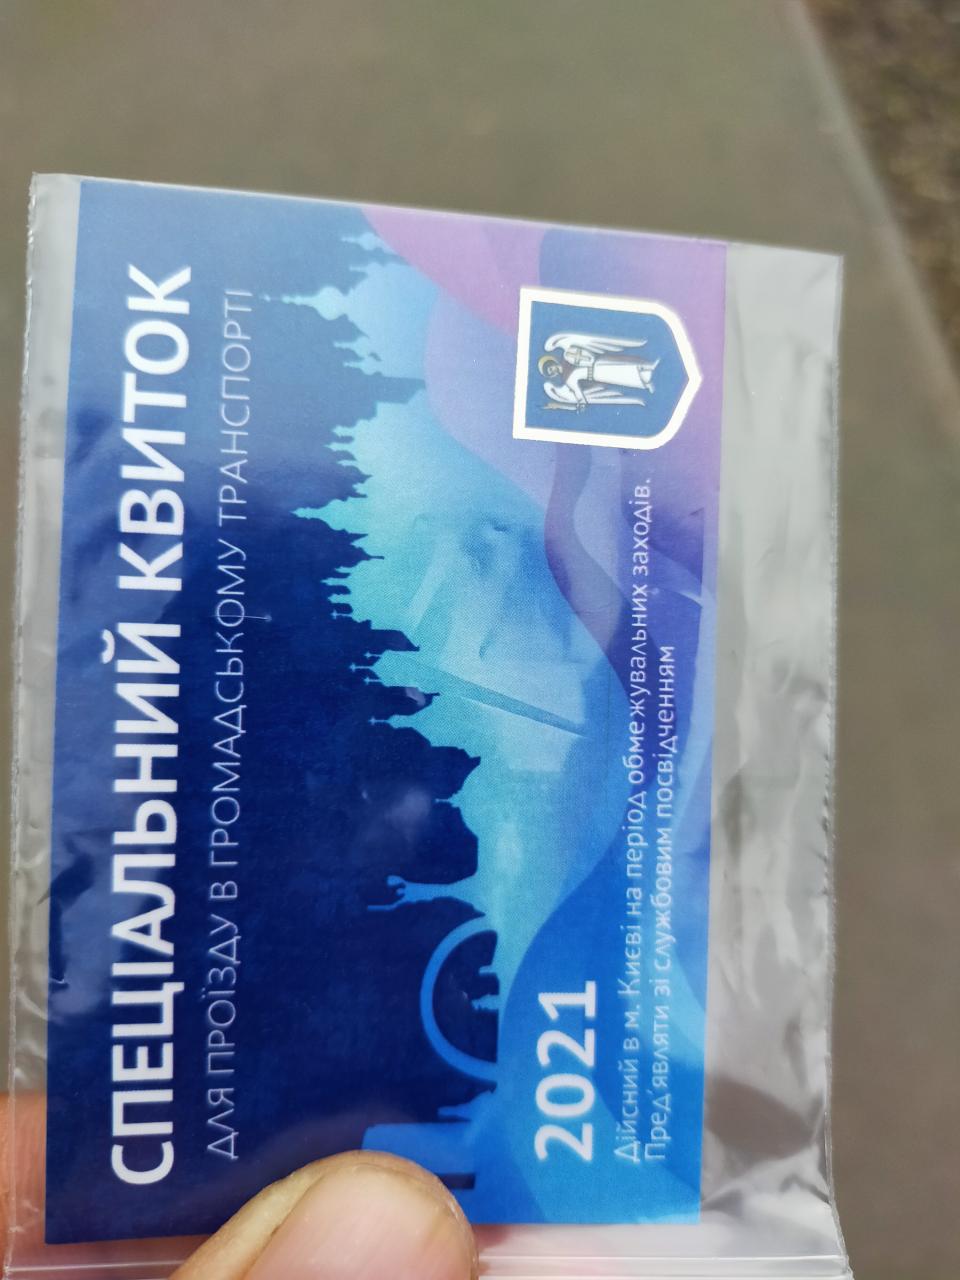 СПЕЦІАЛЬНИЙ КВИТОК
ДЛЯ ПРОЇЗДУ В ГРОМАДСЬКОМУ ТРАНСПОРТІ
2021
Дійсний в м. Києві на період обмежувальних заходів.
Пред´являти зі службовим посвідченням